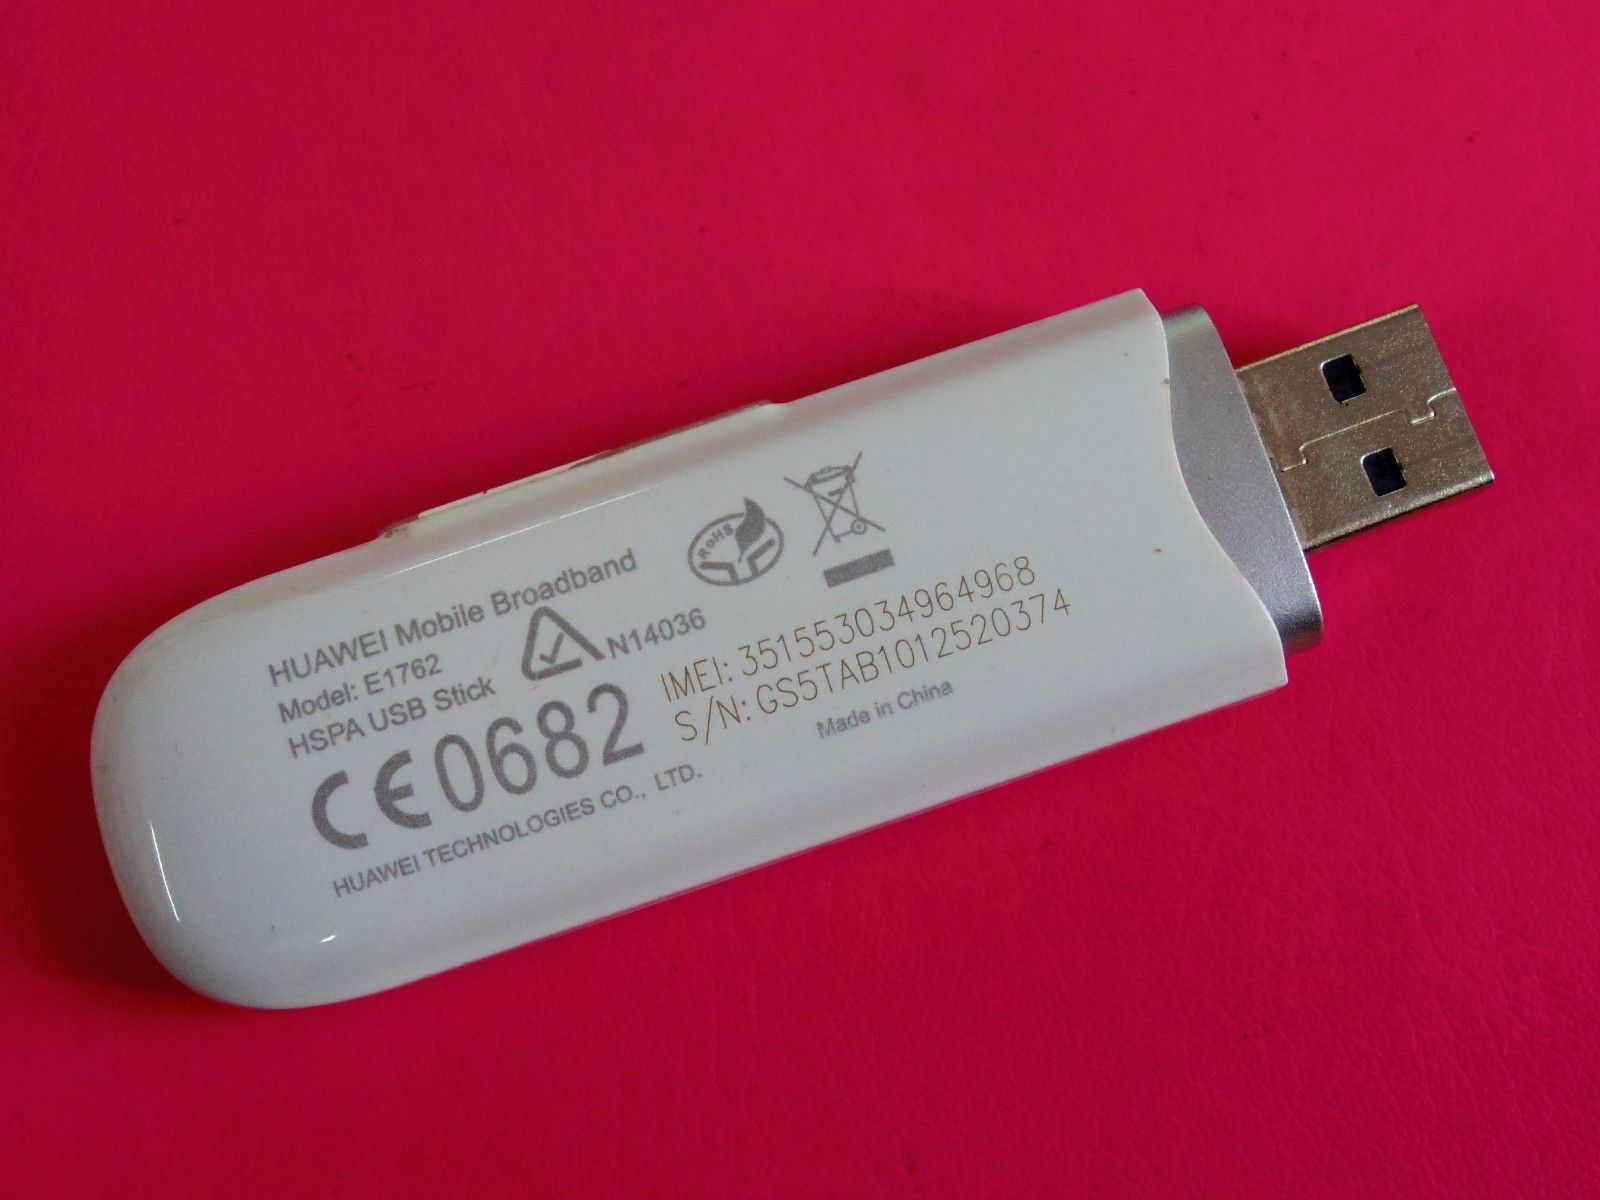 HUAWEI Mobile Broadband
Model: E1762
HSPA USB Stick
N14036
CE0682
HUAWEI TECHNOLOGIES CO., LTD.
RoHS
IMEI: 351553034964968
S/N: GS5TAB1012520374
Made in China